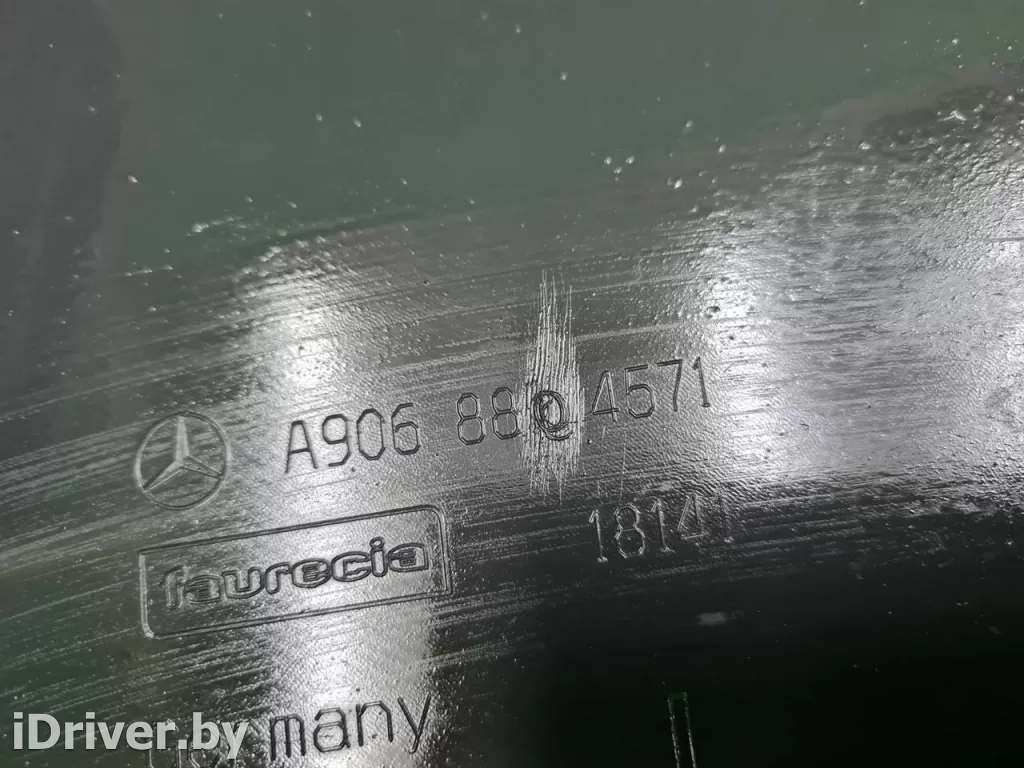 A906 880 4571
18141
faurecia
many
iDriver.by